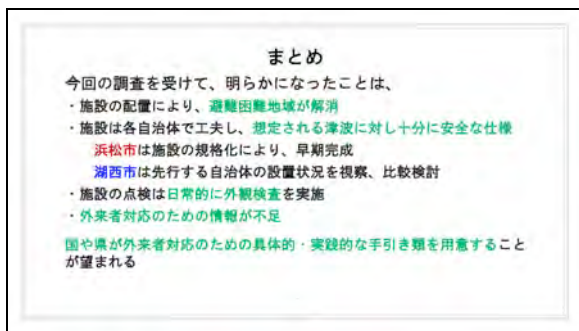 まとめ
今回の調査を受けて、明らかになったことは、
・施設の配置により、避難困難地域が解消
・施設は各自治体で工夫し、想定される津波に対し十分に安全な仕様
浜松市は施設の規格化により、早期完成
湖西市は先行する自治体の設置状況を視察、比較検討
・施設の点検は日常的に外観検査を実施
・外来者対応のための情報が不足
国や県が外来者対応のための具体的・実践的な手引き類を用意すること
が望まれる